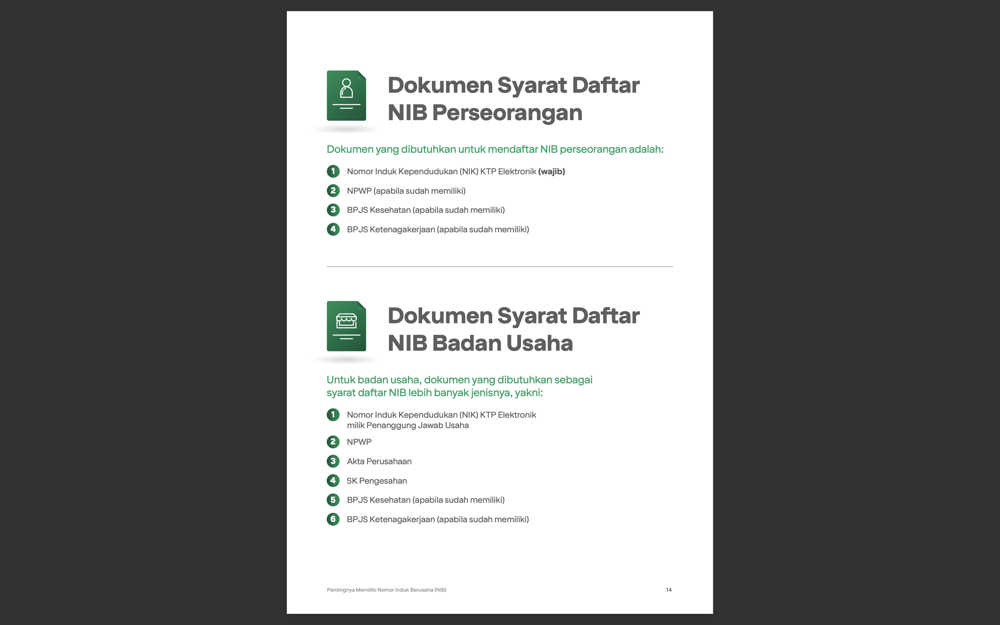 Dokumen Syarat Daftar
NIB Perseorangan
Dokumen yang dibutuhkan untuk mendaftar NIB perseorangan adalah:
1 Nomor Induk Kependudukan (NIK) KTP Elektronik (wajib)
2 NPWP (apabila sudah memiliki)
3 BPJS Kesehatan (apabila sudah memiliki)
4 BPJS Ketenagakerjaan (apabila sudah memiliki)
Dokumen Syarat Daftar
NIB Badan Usaha
Untuk badan usaha, dokumen yang dibutuhkan sebagai
syarat daftar NIB lebih banyak jenisnya, yakni:
1 Nomor Induk Kependudukan (NIK) KTP Elektronik
milik Penanggung Jawab Usaha
2 NPWP
3 Akta Perusahaan
4 SK Pengesahan
5 BPJS Kesehatan (apabila sudah memiliki)
6 BPJS Ketenagakerjaan (apabila sudah memiliki)
Pentingnya Memiliki Nomor Induk Berusaha (NIB) 14